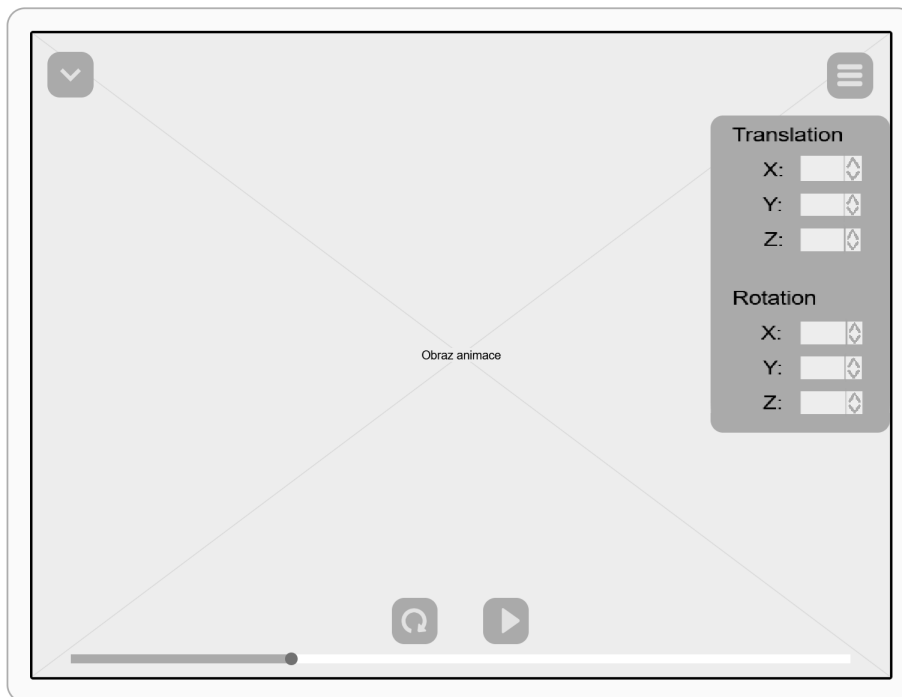 Translation
X:
Y:
Z:
Rotation
X:
Y:
Z:
Obraz animace